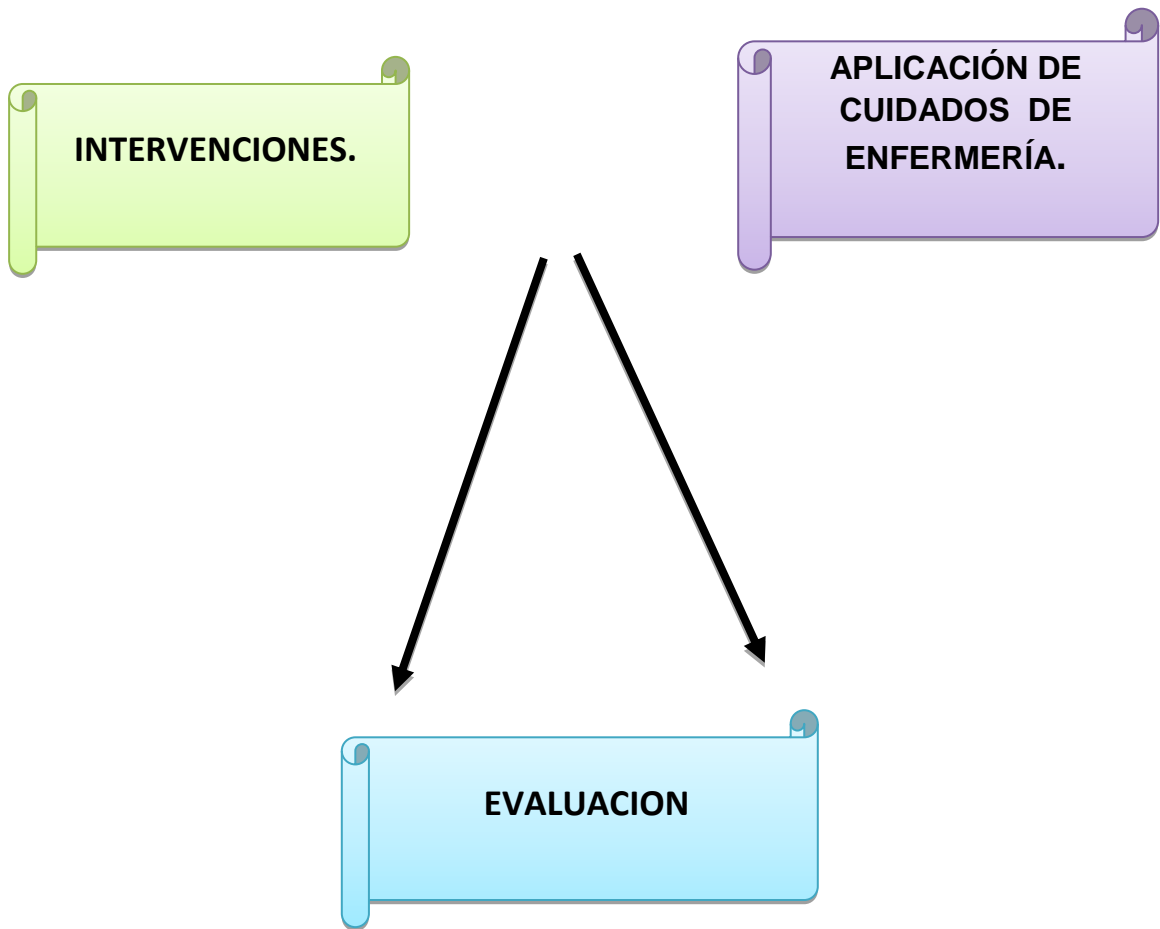 INTERVENCIONES.
APLICACIÓN DE
CUIDADOS DE
ENFERMERÍA.
EVALUACION